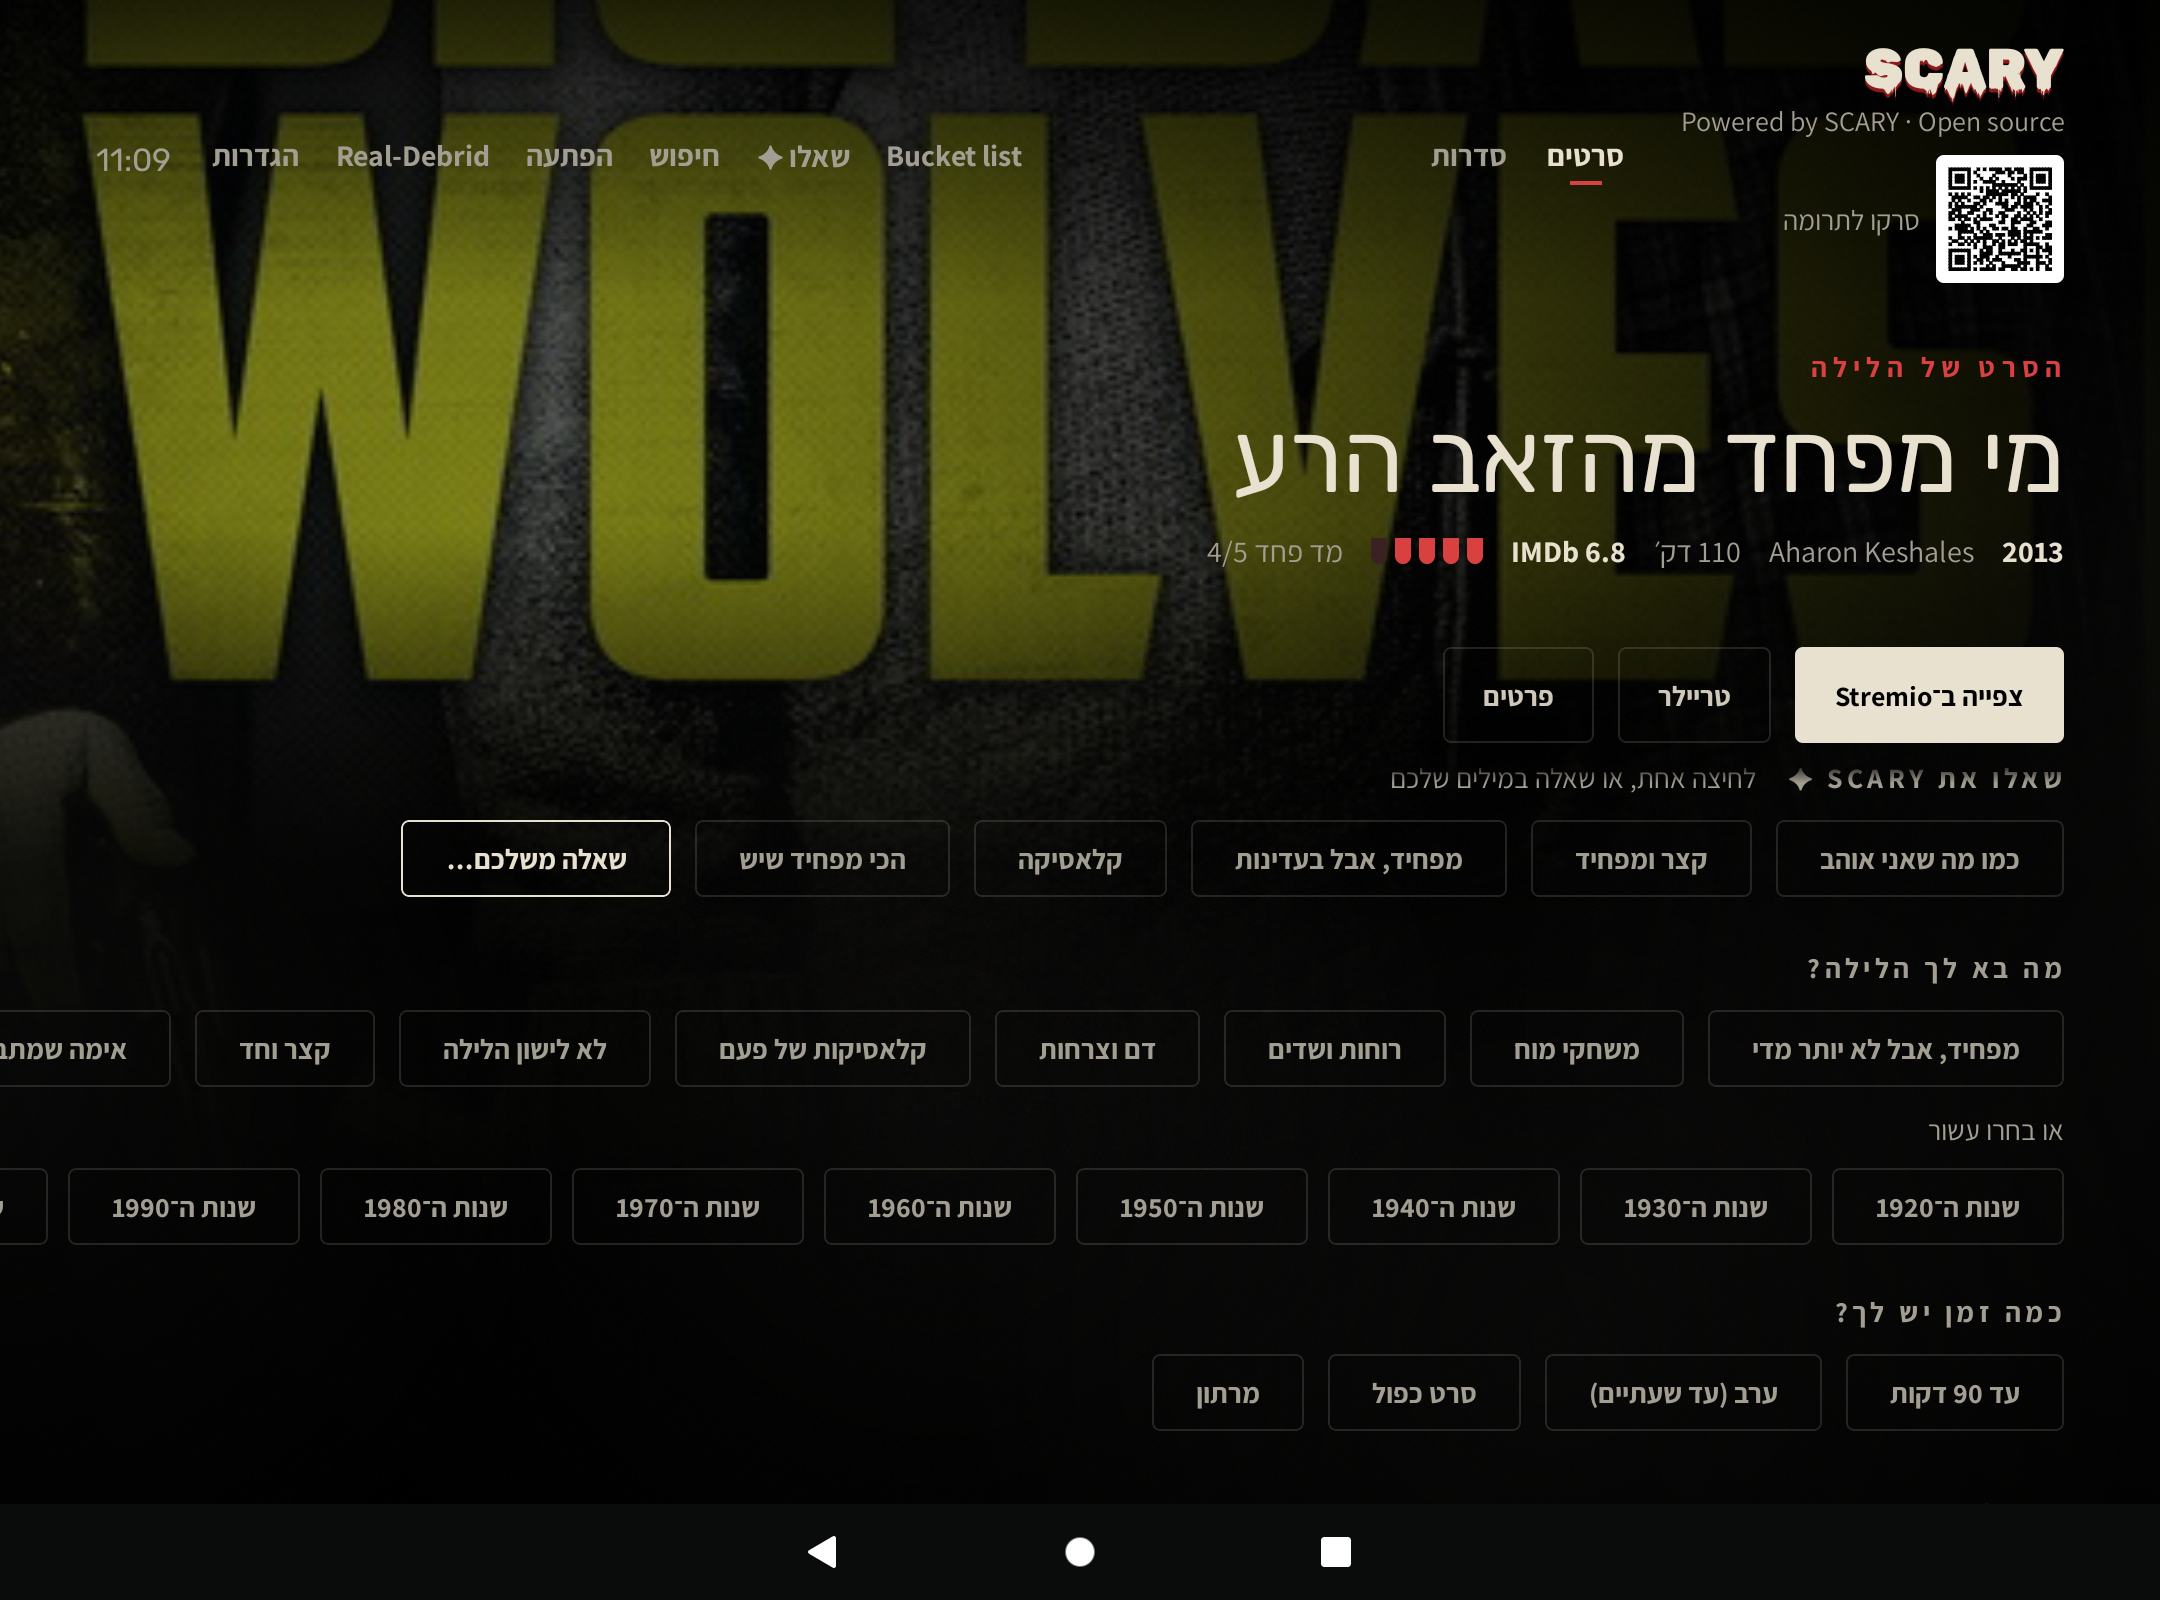 SCARY
Powered by SCARY · Open source
סרטים סדרות
Bucket list שאלו ✦ חיפוש הפתעה Real-Debrid הגדרות 11:09
סרקו לתרומה
WOLVES
הסרט של הלילה
מי מפחד מהזאב הרע
2013 Aharon Keshales 110 דק׳ IMDb 6.8 מד פחד 4/5
צפייה ב־Stremio טריילר פרטים
שאלו את SCARY ✦ לחיצה אחת, או שאלה במילים שלכם
כמו מה שאני אוהב קצר ומפחיד מפחיד, אבל בעדינות קלאסיקה הכי מפחיד שיש שאלה משלכם...
מה בא לך הלילה?
מפחיד, אבל לא יותר מדי משחקי מוח רוחות ושדים דם וצרחות קלאסיקות של פעם לא לישון הלילה קצר וחד אימה
או בחרו עשור
שנות ה־1920 שנות ה־1930 שנות ה־1940 שנות ה־1950 שנות ה־1960 שנות ה־1970 שנות ה־1980 שנות ה־1990
כמה זמן יש לך?
עד 90 דקות ערב (עד שעתיים) סרט כפול מרתון